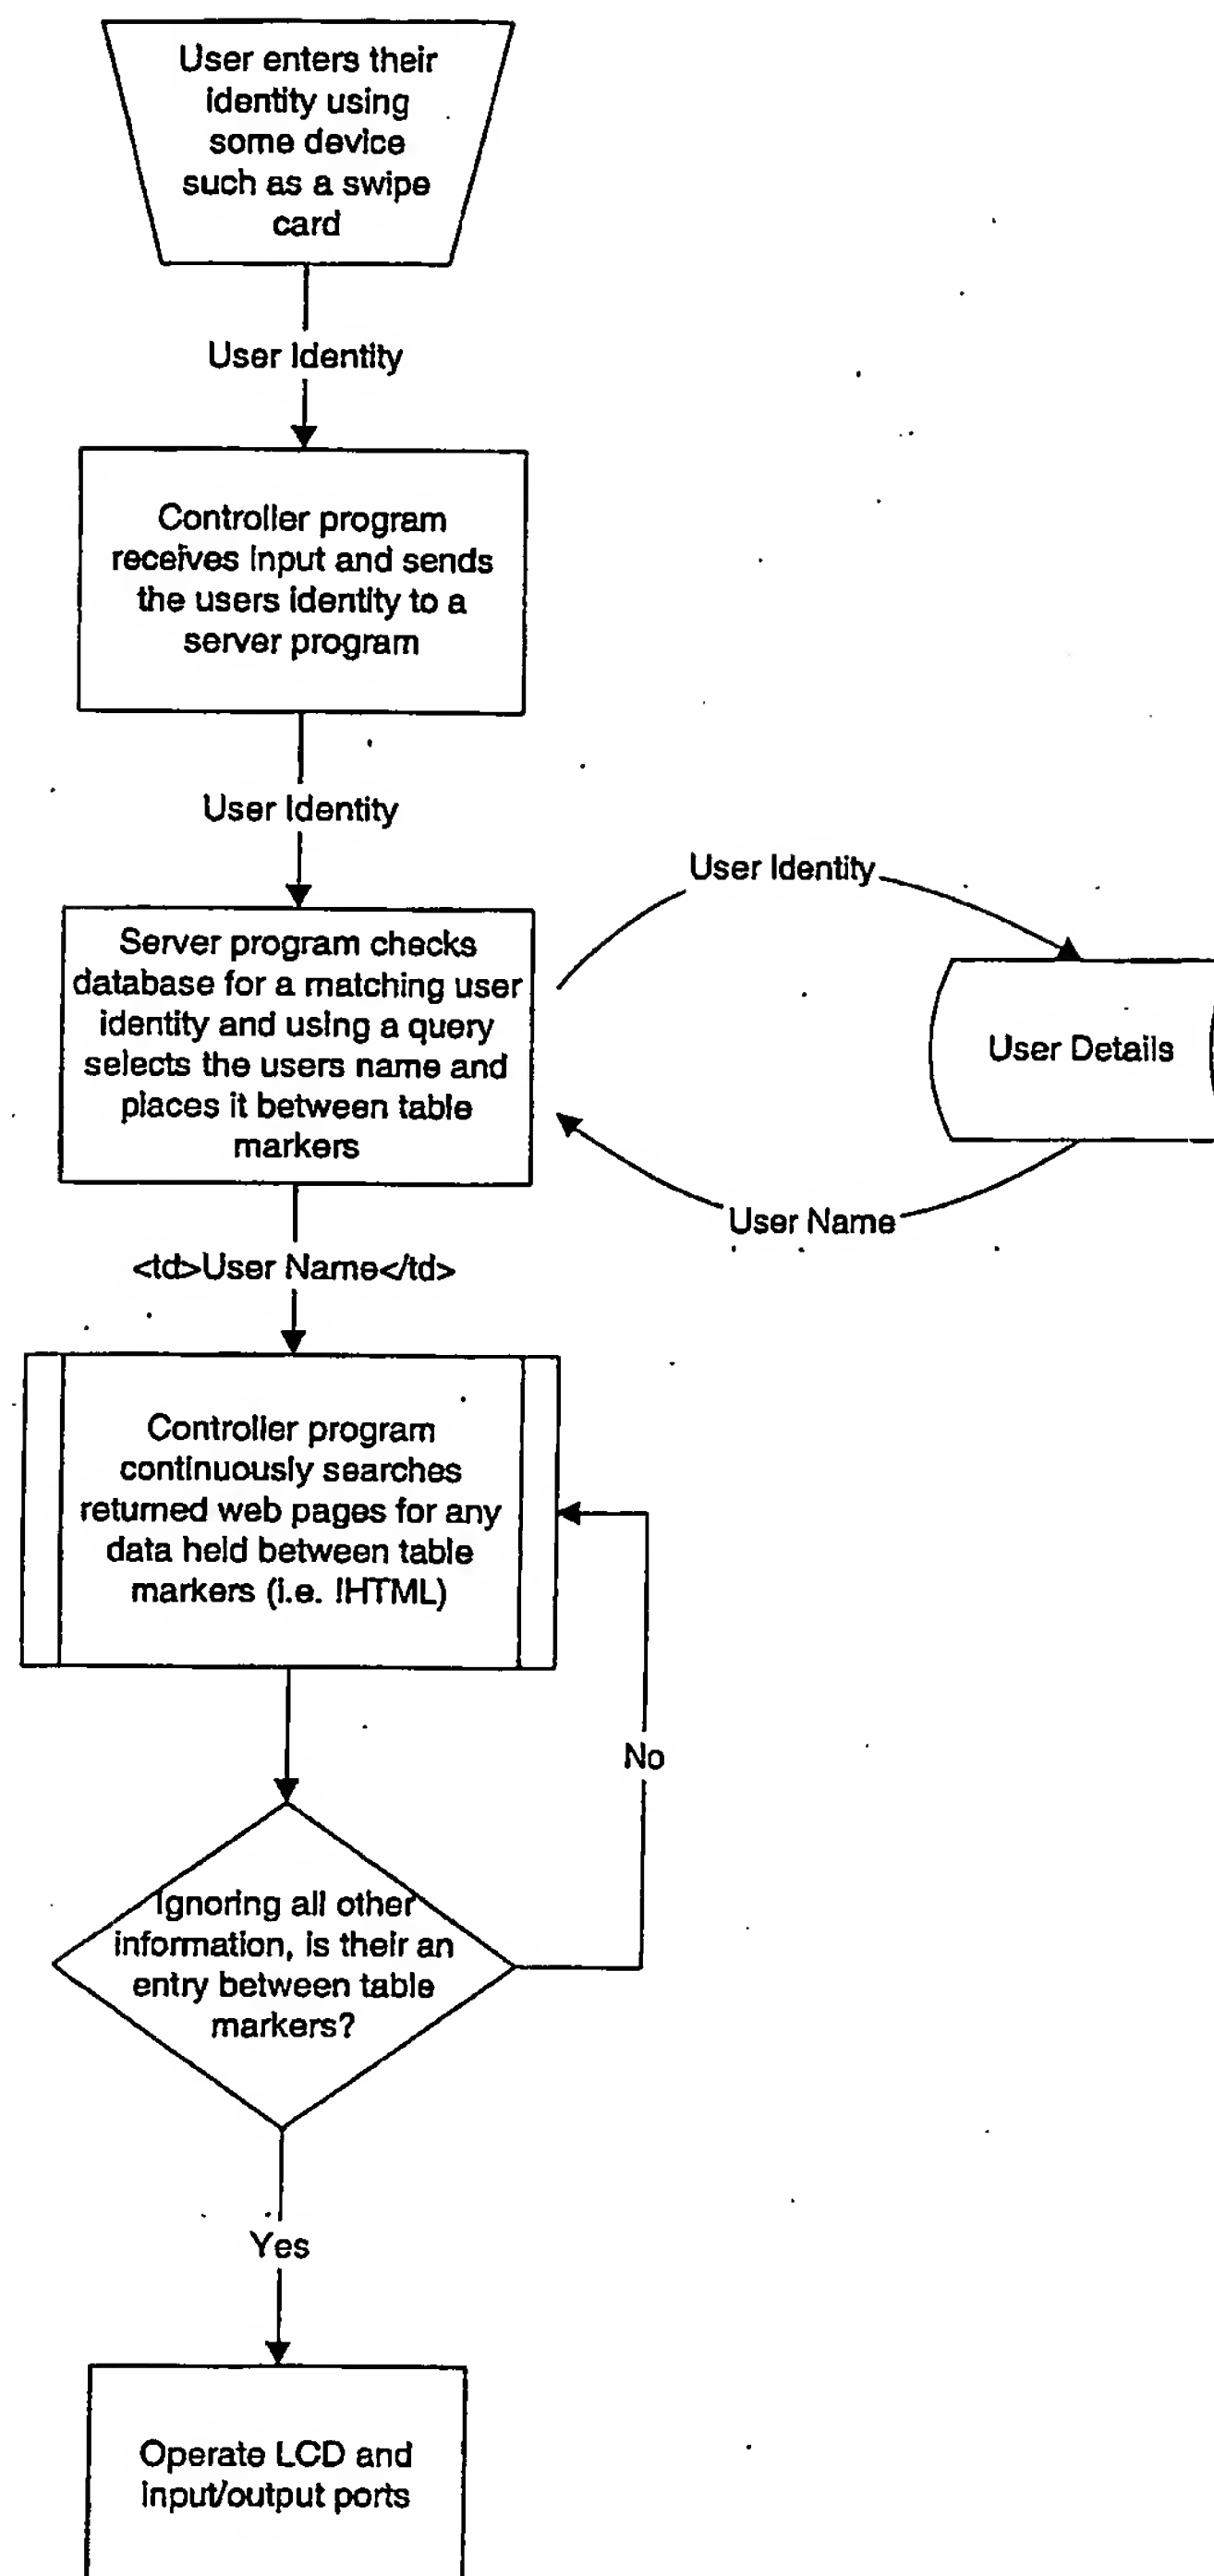 User enters their
identity using
some device
such as a swipe
card
User Identity
Controller program
receives input and sends
the users identity to a
server program
User Identity
Server program checks
database for a matching user
identity and using a query
selects the users name and
places it between table
markers
User Identity
User Details
User Name
<td>User Name</td>
Controller program
continuously searches
returned web pages for any
data held between table
markers (i.e. !HTML)
No
Ignoring all other
information, is their an
entry between table
markers?
Yes
Operate LCD and
input/output ports